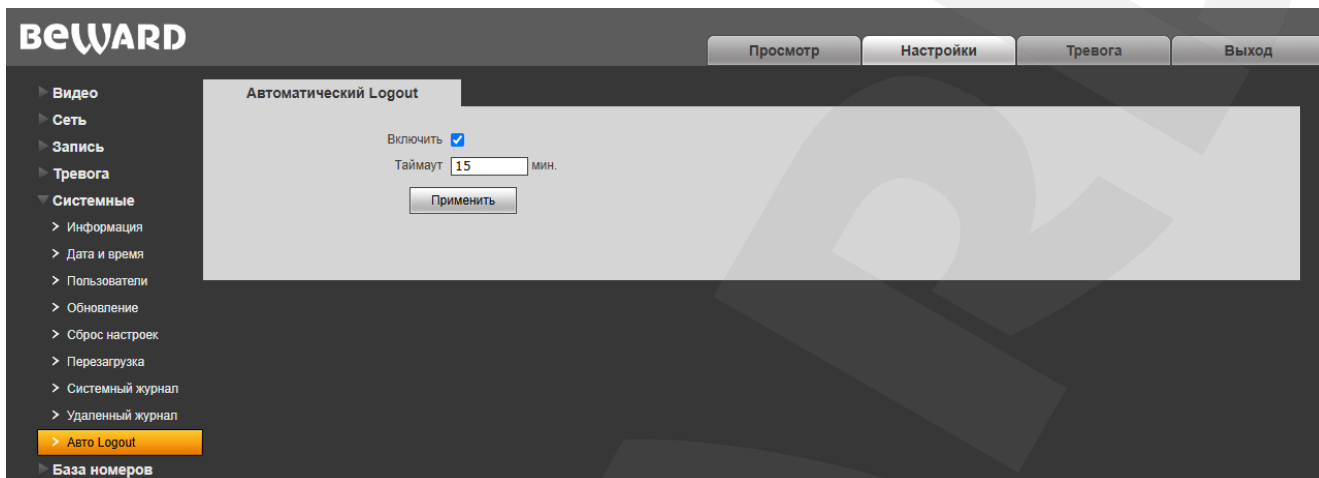 BEWARD
Просмотр Настройки Тревога Выход
Видео
Сеть
Запись
Тревога
Системные
> Информация
> Дата и время
> Пользователи
> Обновление
> Сброс настроек
> Перезагрузка
> Системный журнал
> Удаленный журнал
> Авто Logout
База номеров
Автоматический Logout
Включить
Таймаут 15 мин.
Применить